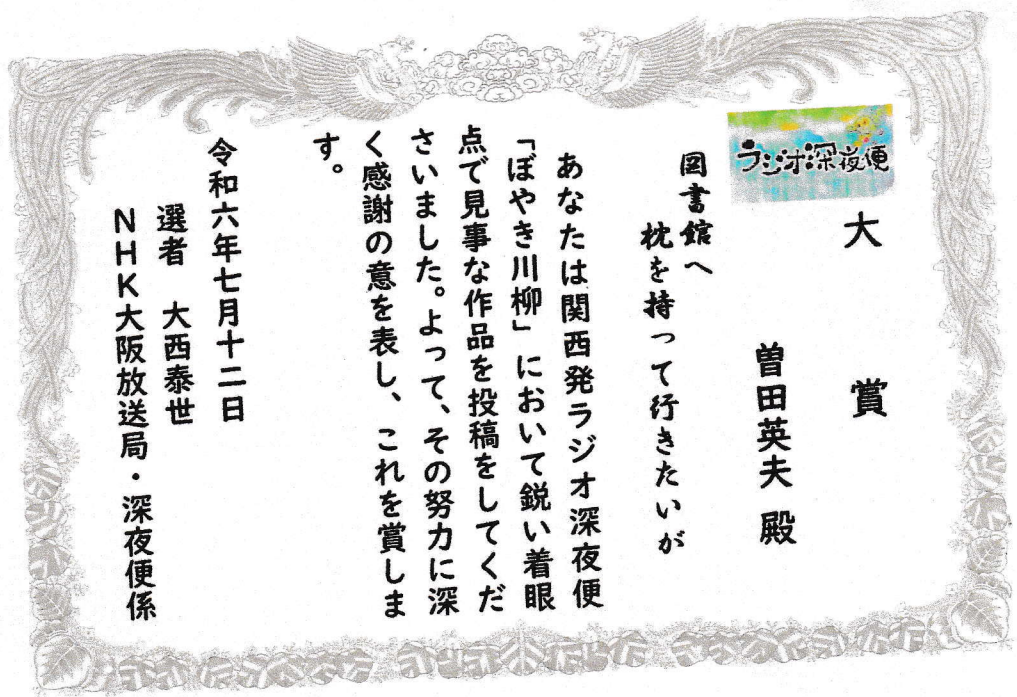 ラジオ深夜便
大賞
曽田英夫 殿
図書館へ
枕を持って行きたいが
あなたは関西発ラジオ深夜便
「ぼやき川柳」において鋭い着眼
点で見事な作品を投稿をしてくだ
さいました。よって、その努力に深
く感謝の意を表し、これを賞しま
す。
令和六年七月十二日
選者 大西泰世
NHK大阪放送局・深夜便係